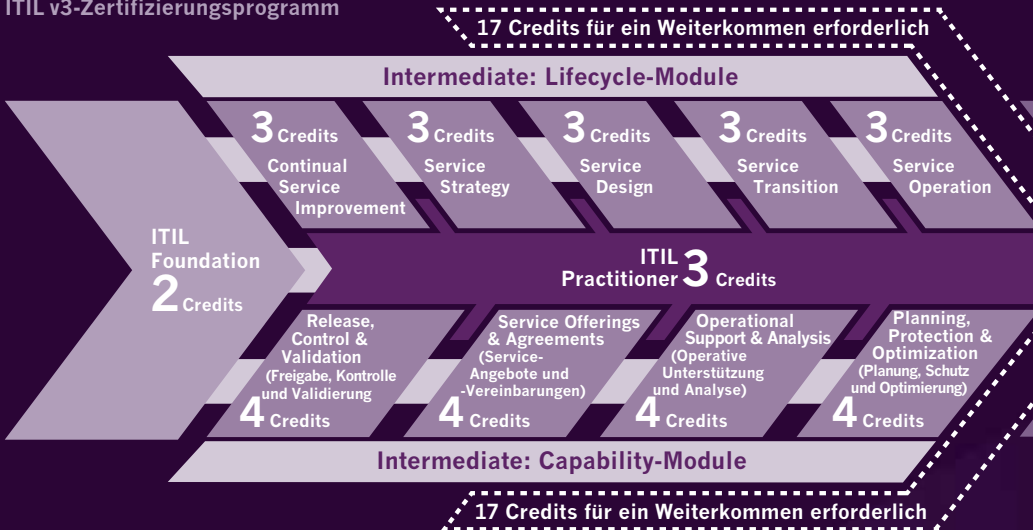 ITIL v3-Zertifizierungsprogramm
17 Credits für ein Weiterkommen erforderlich
Intermediate: Lifecycle-Module
3 Credits
Continual
Service
Improvement
3 Credits
Service
Strategy
3 Credits
Service
Design
3 Credits
Service
Transition
3 Credits
Service
Operation
ITIL
Foundation
2 Credits
ITIL
Practitioner 3 Credits
Release,
Control &
Validation
(Freigabe, Kontrolle
und Validierung
4 Credits
Service Offerings
& Agreements
(Service-
Angebote und
-Vereinbarungen)
4 Credits
Operational
Support & Analysis
(Operative
Unterstützung
und Analyse)
4 Credits
Planning,
Protection &
Optimization
(Planung, Schutz
und Optimierung)
4 Credits
Intermediate: Capability-Module
17 Credits für ein Weiterkommen erforderlich